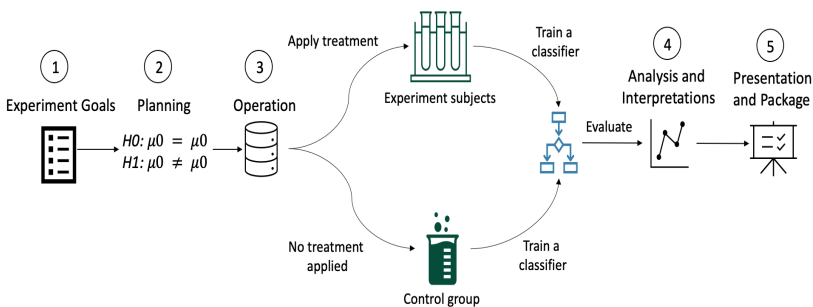 1
Experiment Goals
2
Planning
H0: μ0 = μ0
H1: μ0 ≠ μ0
3
Operation
Apply treatment
Experiment subjects
Train a
classifier
No treatment
applied
Control group
Train a
classifier
Evaluate
4
Analysis and
Interpretations
5
Presentation
and Package